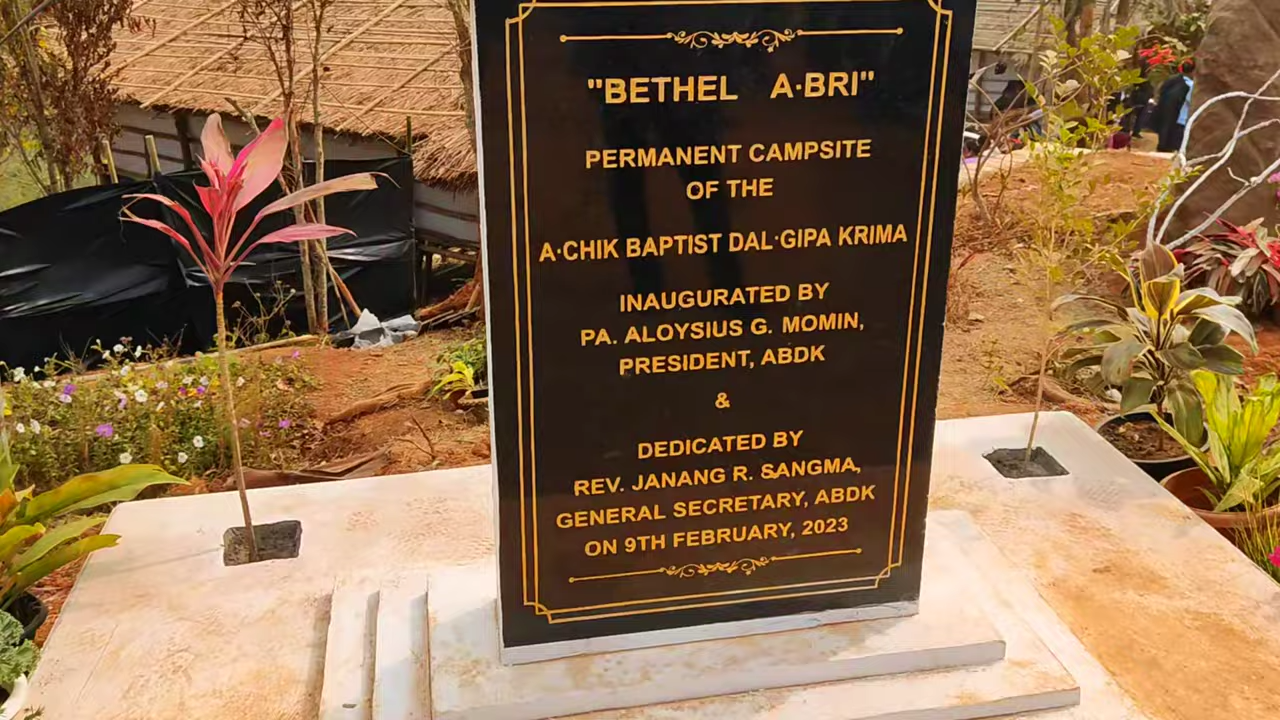 "BETHEL A·BRI"
PERMANENT CAMPSITE
OF THE
A·CHIK BAPTIST DAL·GIPA KRIMA
INAUGURATED BY
PA. ALOYSIUS G. MOMIN,
PRESIDENT, ABDK
&
DEDICATED BY
REV. JANANG R. SANGMA,
GENERAL SECRETARY, ABDK
ON 9TH FEBRUARY, 2023